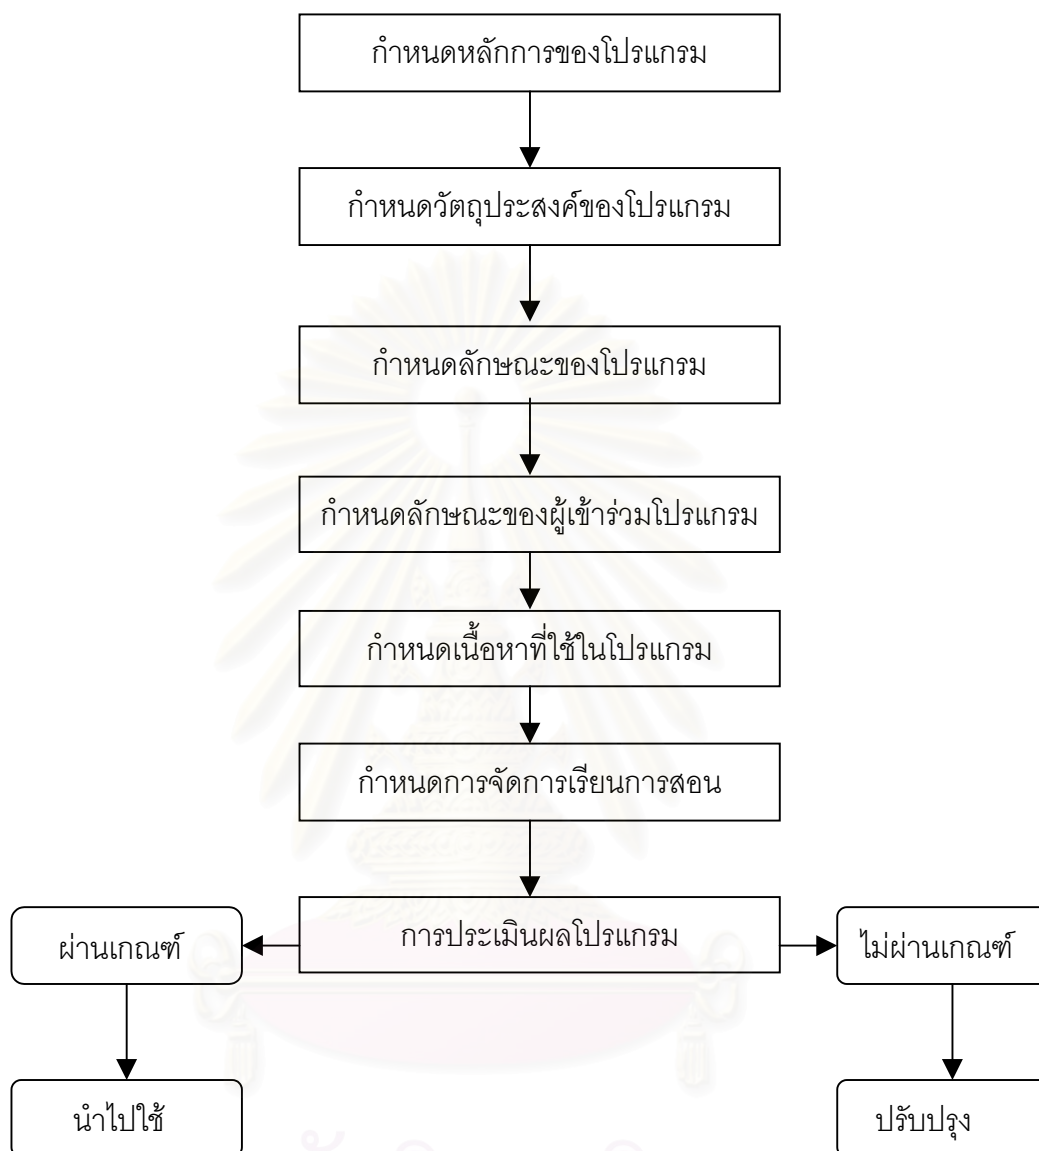 กำหนดหลักการของโปรแกรม
กำหนดวัตถุประสงค์ของโปรแกรม
กำหนดลักษณะของโปรแกรม
กำหนดลักษณะของผู้เข้าร่วมโปรแกรม
กำหนดเนื้อหาที่ใช้ในโปรแกรม
กำหนดการจัดการเรียนการสอน
การประเมินผลโปรแกรม
ผ่านเกณฑ์
ไม่ผ่านเกณฑ์
นำไปใช้
ปรับปรุง